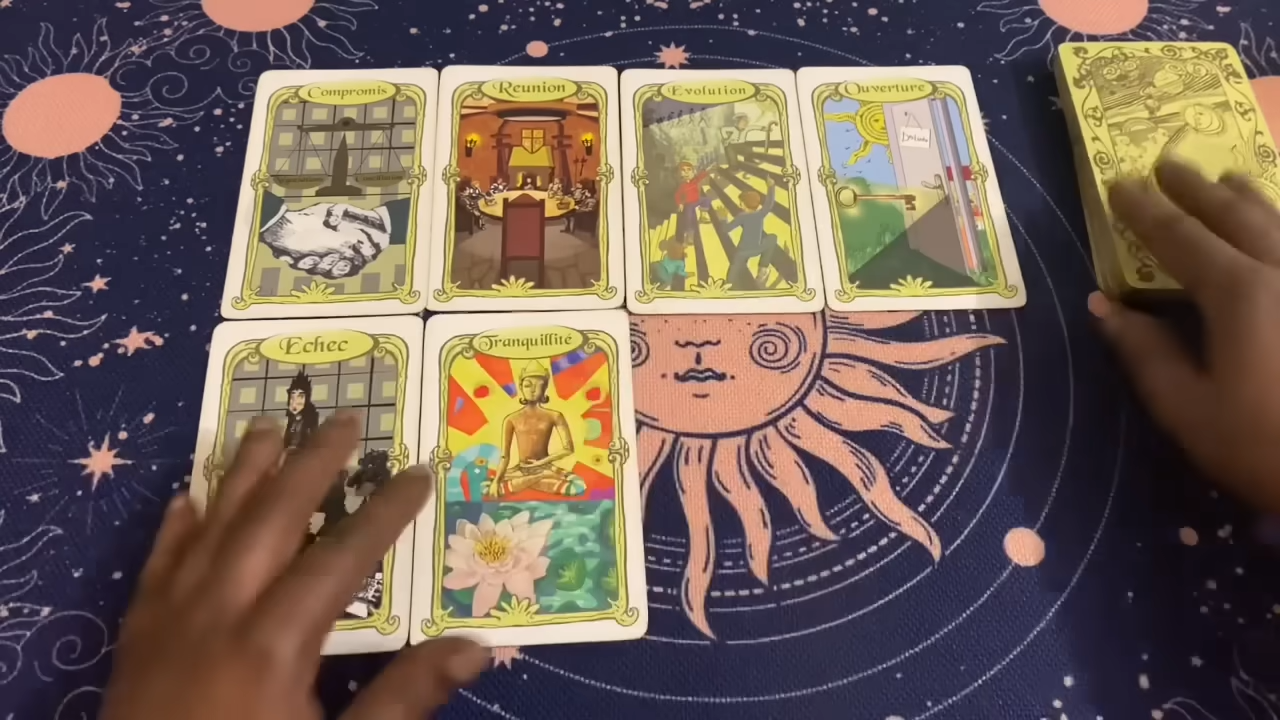 Compromis
Reunion
Evolution
Ouverture
Echec
Tranquillité